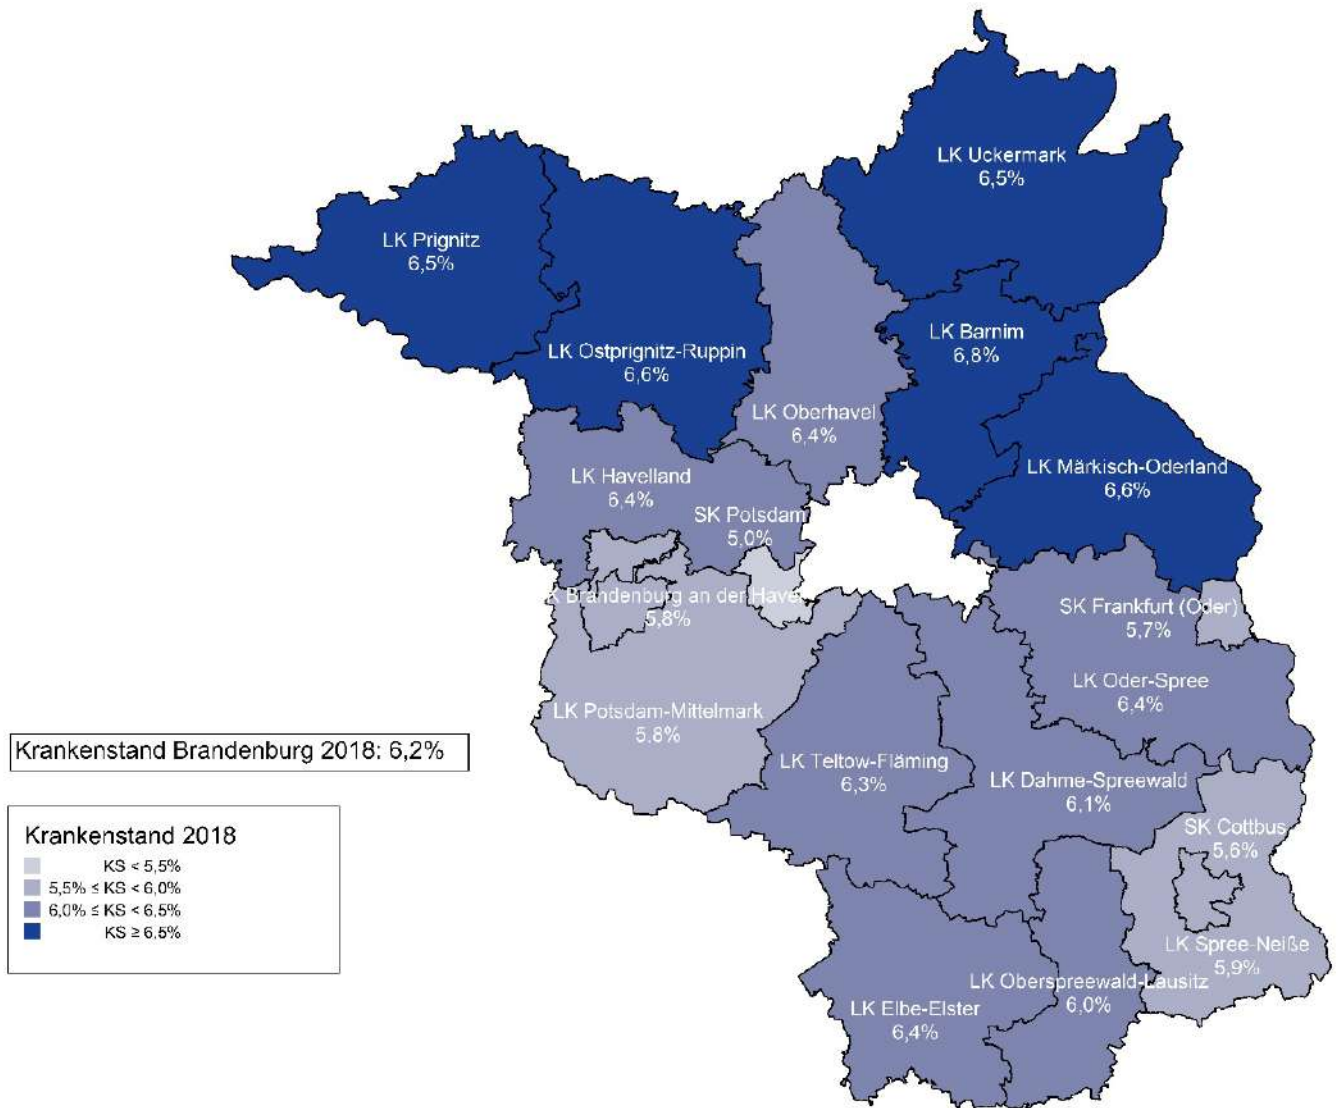 LK Uckermark
6,5%
LK Prignitz
6,5%
LK Barnim
6,8%
LK Ostprignitz-Ruppin
6,6%
LK Oberhavel
6,4%
LK Märkisch-Oderland
6,6%
LK Havelland
6,4%
SK Potsdam
5,0%
K Brandenburg an der Havel
5,8%
SK Frankfurt (Oder)
5,7%
LK Oder-Spree
6,4%
LK Potsdam-Mittelmark
5,8%
LK Teltow-Fläming
6,3%
LK Dahme-Spreewald
6,1%
SK Cottbus
5,6%
LK Spree-Neiße
5,9%
LK Oberspreewald-Lausitz
6,0%
LK Elbe-Elster
6,4%
Krankenstand Brandenburg 2018: 6,2%
Krankenstand 2018
KS < 5,5%
5,5% ≤ KS < 6,0%
6,0% ≤ KS < 6,5%
KS ≥ 6,5%